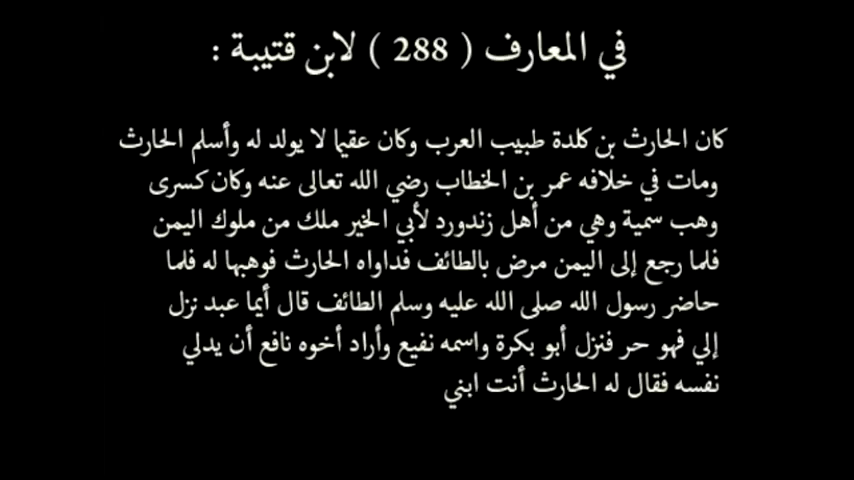 في المعارف ( 288 ) لابن قتيبة :
كان الحارث بن كلدة طبيب العرب وكان عقيما لا يولد له وأسلم الحارث
ومات في خلافه عمر بن الخطاب رضي الله تعالى عنه وكان كسرى
وهب سمية وهي من أهل زندورد لأبي الخير ملك من ملوك اليمن
فلما رجع إلى اليمن مرض بالطائف فداواه الحارث فوهبها له فلما
حاضر رسول الله صلى الله عليه وسلم الطائف قال أيما عبد نزل
إلي فهو حر فنزل أبو بكرة واسمه نفيع وأراد أخوه نافع أن يدلي
نفسه فقال له الحارث أنت ابني